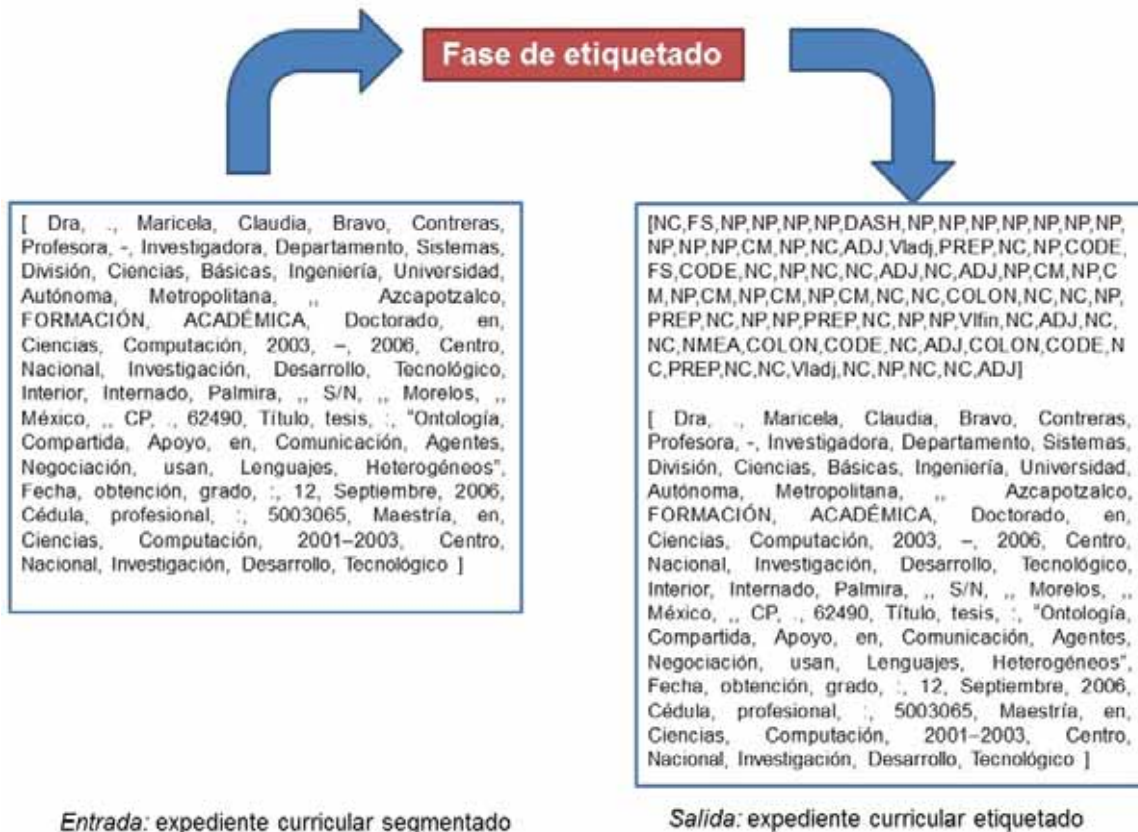 Fase de etiquetado
[ Dra, ., Maricela, Claudia, Bravo, Contreras,
Profesora, -, Investigadora, Departamento, Sistemas,
División, Ciencias, Básicas, Ingeniería, Universidad,
Autónoma, Metropolitana, ,, Azcapotzalco,
FORMACIÓN, ACADÉMICA, Doctorado, en,
Ciencias, Computación, 2003, –, 2006, Centro,
Nacional, Investigación, Desarrollo, Tecnológico,
Interior, Internado, Palmira, ,, S/N, ,, Morelos, ,,
México, ,, CP, ., 62490, Título, tesis, :, “Ontología,
Compartida, Apoyo, en, Comunicación, Agentes,
Negociación, usan, Lenguajes, Heterogéneos”,
Fecha, obtención, grado, :, 12, Septiembre, 2006,
Cédula, profesional, :, 5003065, Maestría, en,
Ciencias, Computación, 2001–2003, Centro,
Nacional, Investigación, Desarrollo, Tecnológico ]
Entrada: expediente curricular segmentado
[NC,FS,NP,NP,NP,NP,DASH,NP,NP,NP,NP,NP,NP,NP,
NP,NP,NP,CM,NP,NC,ADJ,Vladj,PREP,NC,NP,CODE,
FS,CODE,NC,NP,NC,NC,ADJ,NC,ADJ,NP,CM,NP,C
M,NP,CM,NP,CM,NP,CM,NC,NC,COLON,NC,NC,NP,
PREP,NC,NP,NP,PREP,NC,NP,NP,Vlfin,NC,ADJ,NC,
NC,NMEA,COLON,CODE,NC,ADJ,COLON,CODE,N
C,PREP,NC,NC,Vladj,NC,NP,NC,NC,ADJ]
[ Dra, ., Maricela, Claudia, Bravo, Contreras,
Profesora, -, Investigadora, Departamento, Sistemas,
División, Ciencias, Básicas, Ingeniería, Universidad,
Autónoma, Metropolitana, ,, Azcapotzalco,
FORMACIÓN, ACADÉMICA, Doctorado, en,
Ciencias, Computación, 2003, –, 2006, Centro,
Nacional, Investigación, Desarrollo, Tecnológico,
Interior, Internado, Palmira, ,, S/N, ,, Morelos, ,,
México, ,, CP, ., 62490, Título, tesis, :, “Ontología,
Compartida, Apoyo, en, Comunicación, Agentes,
Negociación, usan, Lenguajes, Heterogéneos”,
Fecha, obtención, grado, :, 12, Septiembre, 2006,
Cédula, profesional, :, 5003065, Maestría, en,
Ciencias, Computación, 2001–2003, Centro,
Nacional, Investigación, Desarrollo, Tecnológico ]
Salida: expediente curricular etiquetado